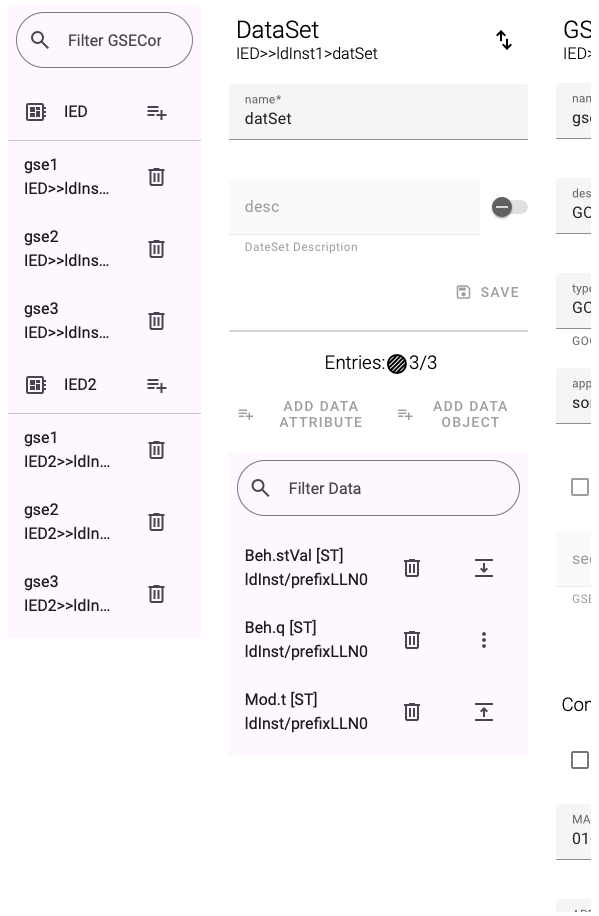 Filter GSECor
IED
gse1
IED>>ldIns...
gse2
IED>>ldIns...
gse3
IED>>ldIns...
IED2
gse1
IED2>>ldIn...
gse2
IED2>>ldIn...
gse3
IED2>>ldIn...
DataSet
IED>>ldInst1>datSet
name*
datSet
desc
DateSet Description
SAVE
Entries: 3/3
ADD DATA
ATTRIBUTE
ADD DATA
OBJECT
Filter Data
Beh.stVal [ST]
ldInst/prefixLLN0
Beh.q [ST]
ldInst/prefixLLN0
Mod.t [ST]
ldInst/prefixLLN0
GS
IED>
nam
gse
des
GO
type
GO
GOO
app
so
sec
GSE
Con
MA
01-